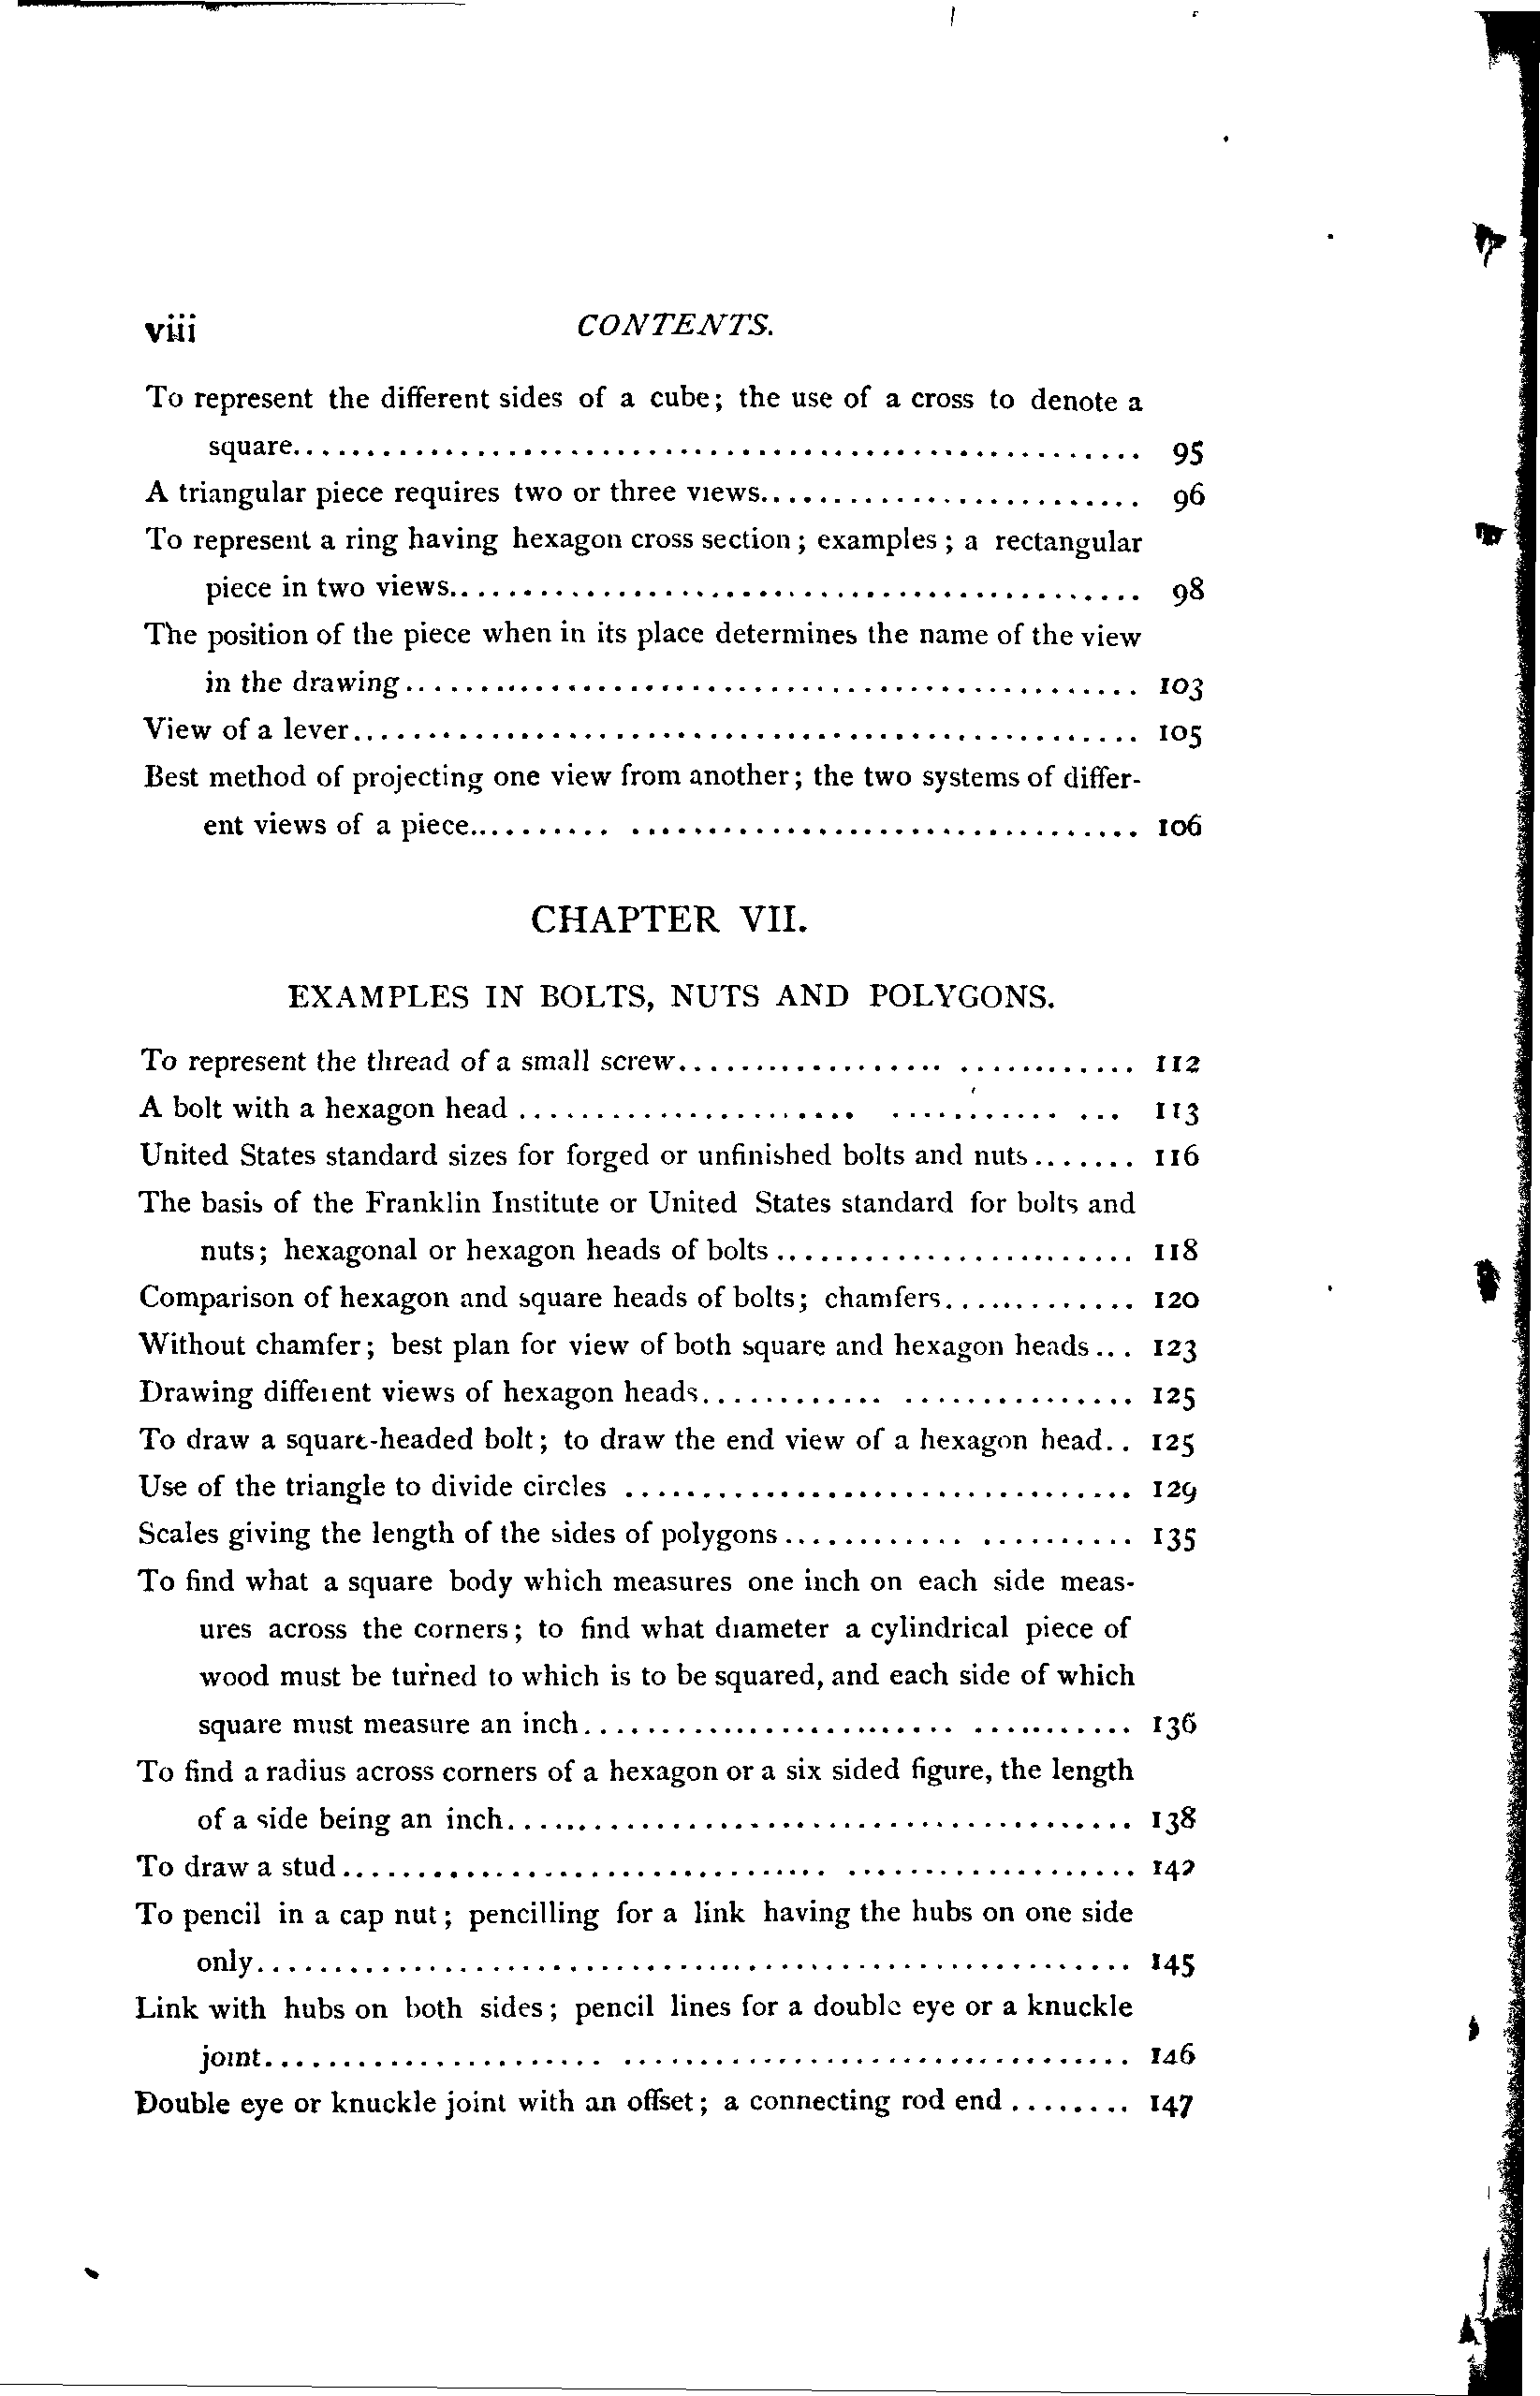 viii CONTENTS.
To represent the different sides of a cube; the use of a cross to denote a
square........................................................ 95
A triangular piece requires two or three views......................... 96
To represent a ring having hexagon cross section; examples; a rectangular
piece in two views.............................................. 98
The position of the piece when in its place determines the name of the view
in the drawing................................................. 103
View of a lever.................................................... 105
Best method of projecting one view from another; the two systems of differ-
ent views of a piece.......... ................................. 106
CHAPTER VII.
EXAMPLES IN BOLTS, NUTS AND POLYGONS.
To represent the thread of a small screw.................. ............ 112
A bolt with a hexagon head ...................... ........... ... 113
United States standard sizes for forged or unfinished bolts and nuts....... 116
The basis of the Franklin Institute or United States standard for bolts and
nuts; hexagonal or hexagon heads of bolts........................ 118
Comparison of hexagon and square heads of bolts; chamfers............. 120
Without chamfer; best plan for view of both square and hexagon heads... 123
Drawing different views of hexagon heads............ ............... 125
To draw a square-headed bolt; to draw the end view of a hexagon head.. 125
Use of the triangle to divide circles ................................. 129
Scales giving the length of the sides of polygons............ .......... 135
To find what a square body which measures one inch on each side meas-
ures across the corners; to find what diameter a cylindrical piece of
wood must be turned to which is to be squared, and each side of which
square must measure an inch........................ ........... 136
To find a radius across corners of a hexagon or a six sided figure, the length
of a side being an inch......................................... 138
To draw a stud................................ ................... 142
To pencil in a cap nut; pencilling for a link having the hubs on one side
only......................................................... 145
Link with hubs on both sides; pencil lines for a double eye or a knuckle
joint...................... ................................. 146
Double eye or knuckle joint with an offset; a connecting rod end........ 147